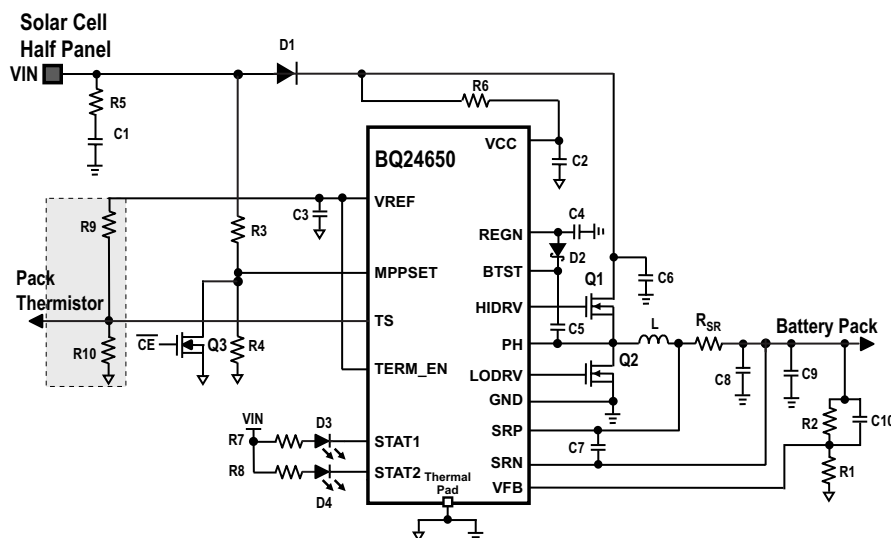 Solar Cell
Half Panel
VIN
D1
R5
C1
R6
BQ24650
VCC
C2
VREF
R9
C3
R3
REGN
C4
D2
MPPSET
BTST
Q1
C6
Pack
Thermistor
HIDRV
C5
TS
CE
Q3
R4
PH
L
RSR
Battery Pack
R10
Q2
TERM_EN
LODRV
C8
C9
GND
R2
C10
VIN
D3
R7
STAT1
SRP
C7
R8
STAT2
SRN
R1
D4
Thermal
Pad
VFB